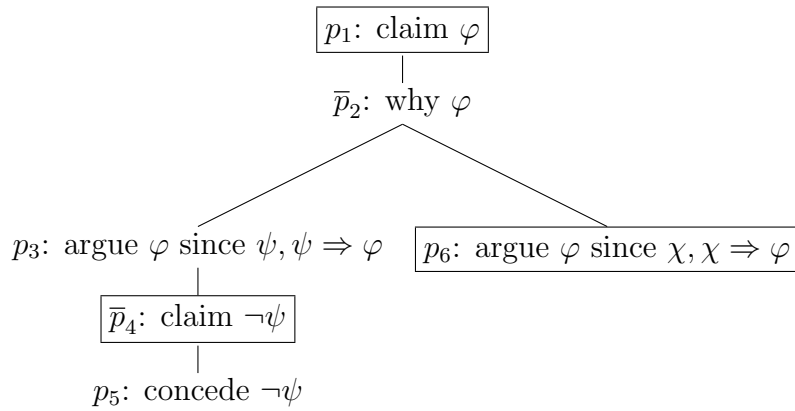 p₁: claim φ
p̅₂: why φ
p₃: argue φ since ψ, ψ ⇒ φ
p₆: argue φ since χ, χ ⇒ φ
p̅₄: claim ¬ψ
p₅: concede ¬ψ